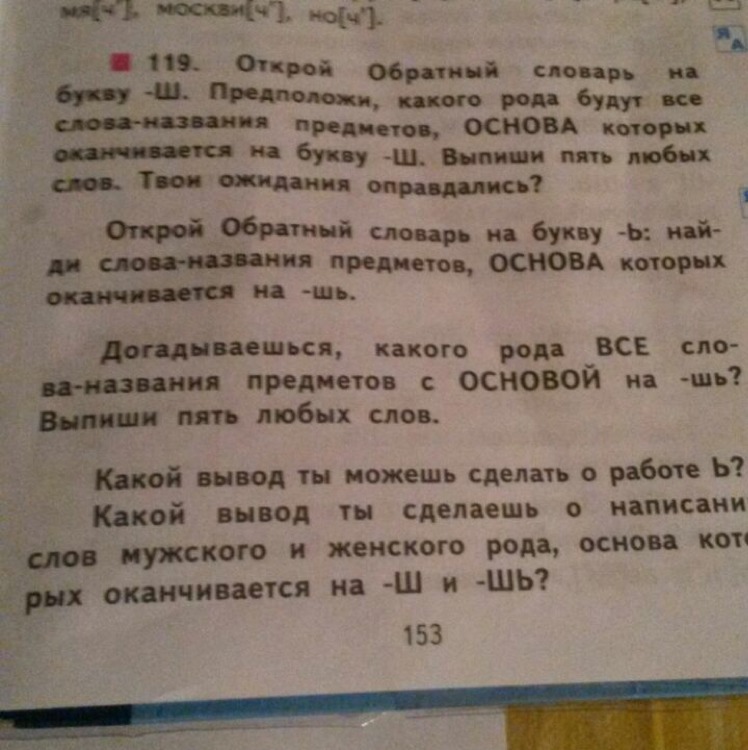 мя[ч'], москви[ч'], но[ч'].
119. Открой Обратный словарь на
букву -Ш. Предположи, какого рода будут все
слова-названия предметов, ОСНОВА которых
оканчивается на букву -Ш. Выпиши пять любых
слов. Твои ожидания оправдались?
Открой Обратный словарь на букву -Ь: най-
ди слова-названия предметов, ОСНОВА которых
оканчивается на -шь.
Догадываешься, какого рода ВСЕ сло-
ва-названия предметов с ОСНОВОЙ на -шь?
Выпиши пять любых слов.
Какой вывод ты можешь сделать о работе Ь?
Какой вывод ты сделаешь о написани
слов мужского и женского рода, основа кото
рых оканчивается на -Ш и -ШЬ?
153
Я
А